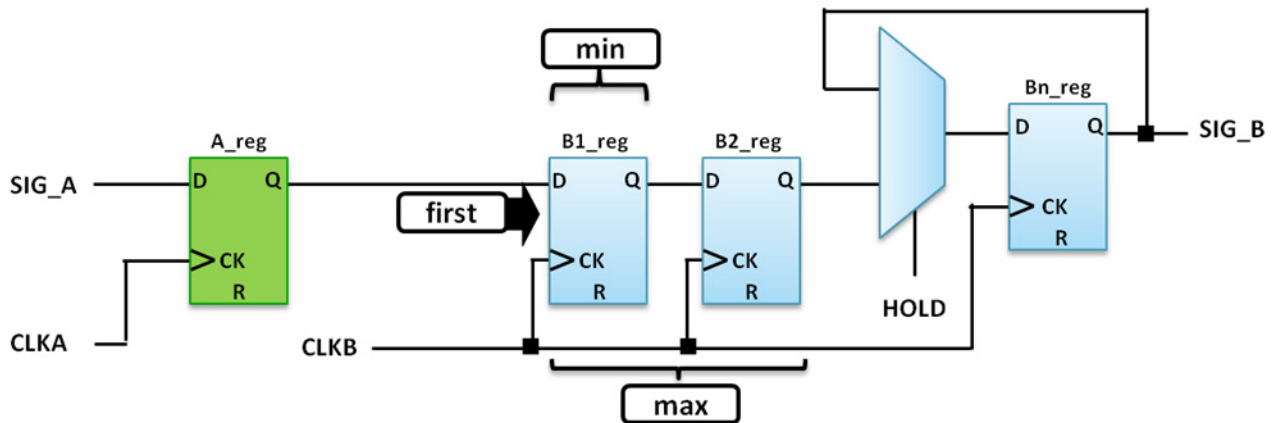 min
Bn_reg
D
Q
SIG_B
A_reg
B1_reg
B2_reg
SIG_A
D
Q
D
Q
D
Q
CK
R
first
CK
R
CK
R
CK
R
HOLD
CLKA
CLKB
max